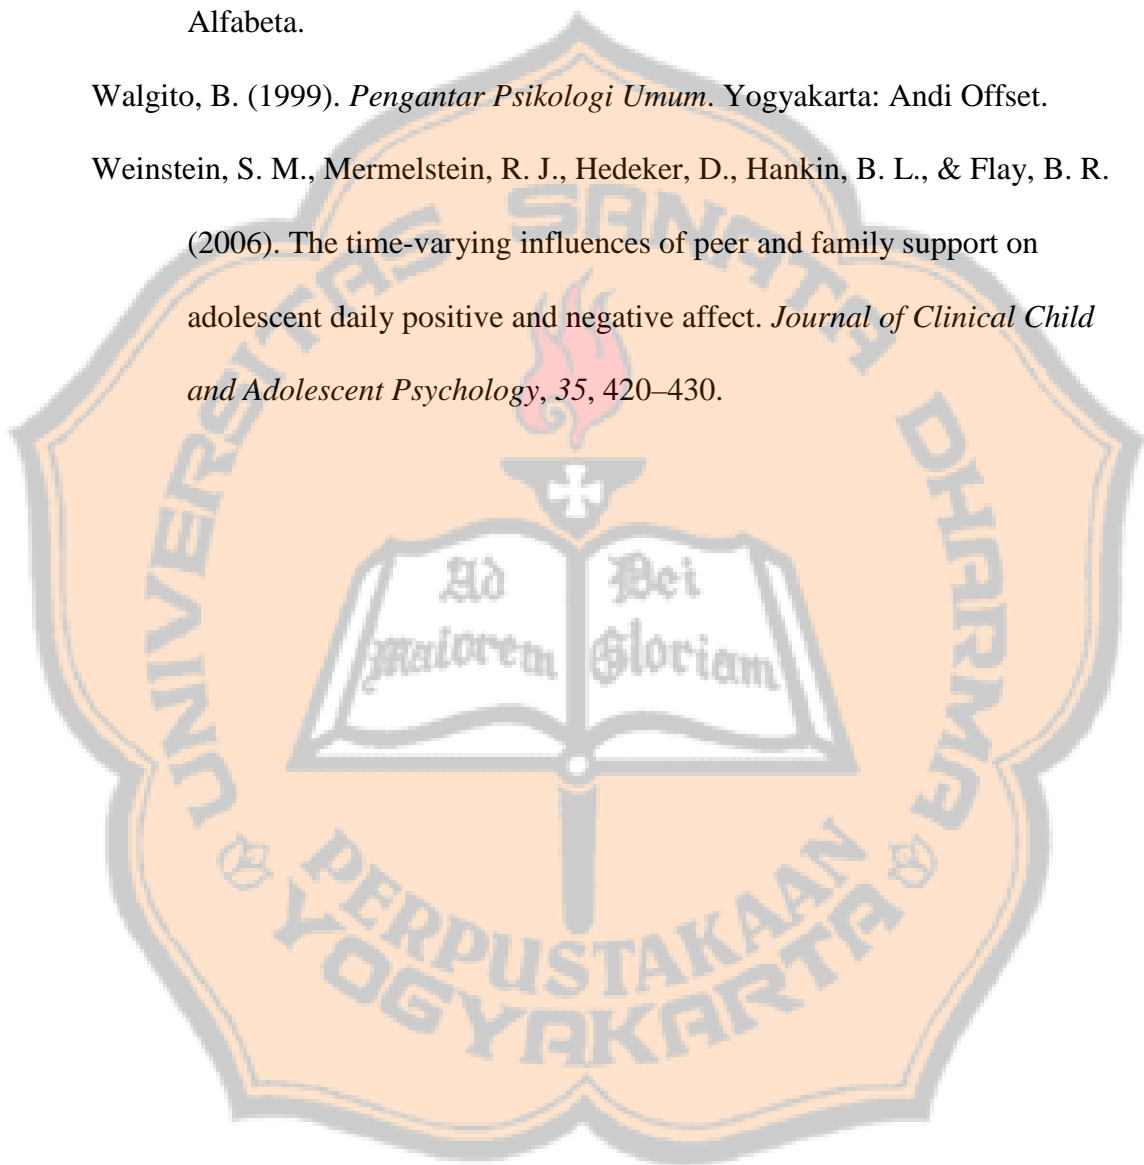 Alfabeta.
Walgito, B. (1999). Pengantar Psikologi Umum. Yogyakarta: Andi Offset.
Weinstein, S. M., Mermelstein, R. J., Hedeker, D., Hankin, B. L., & Flay, B. R.
(2006). The time-varying influences of peer and family support on
adolescent daily positive and negative affect. Journal of Clinical Child
and Adolescent Psychology, 35, 420–430.
UNIVERSITAS SANATA DHARMA
Ad Dei
Maiorem Gloriam
PERPUSTAKAAN
YOGYAKARTA